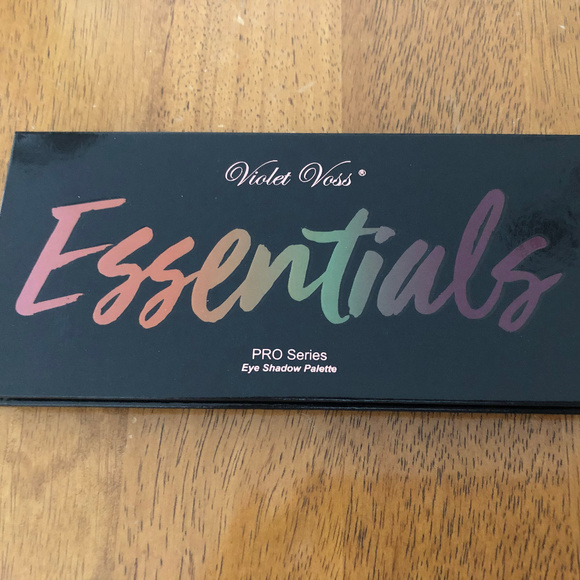 Violet Voss®
Essentials
PRO Series
Eye Shadow Palette